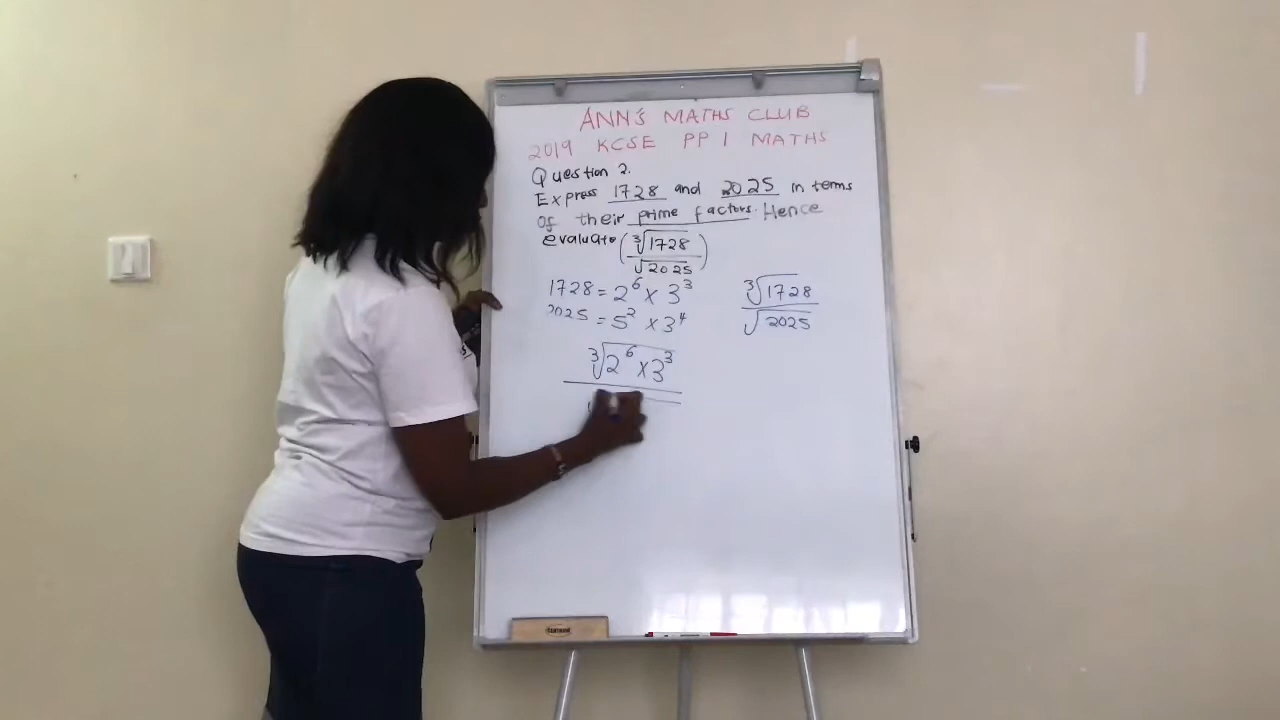 ANN'S MATHS CLUB
2019 KCSE PP 1 MATHS
Question 2.
Express 1728 and 2025 in terms
of their prime factors. Hence
evaluate (∛1728 / √2025)
1728 = 2⁶ x 3³
2025 = 5² x 3⁴
∛1728
√2025
∛2⁶ x 3³